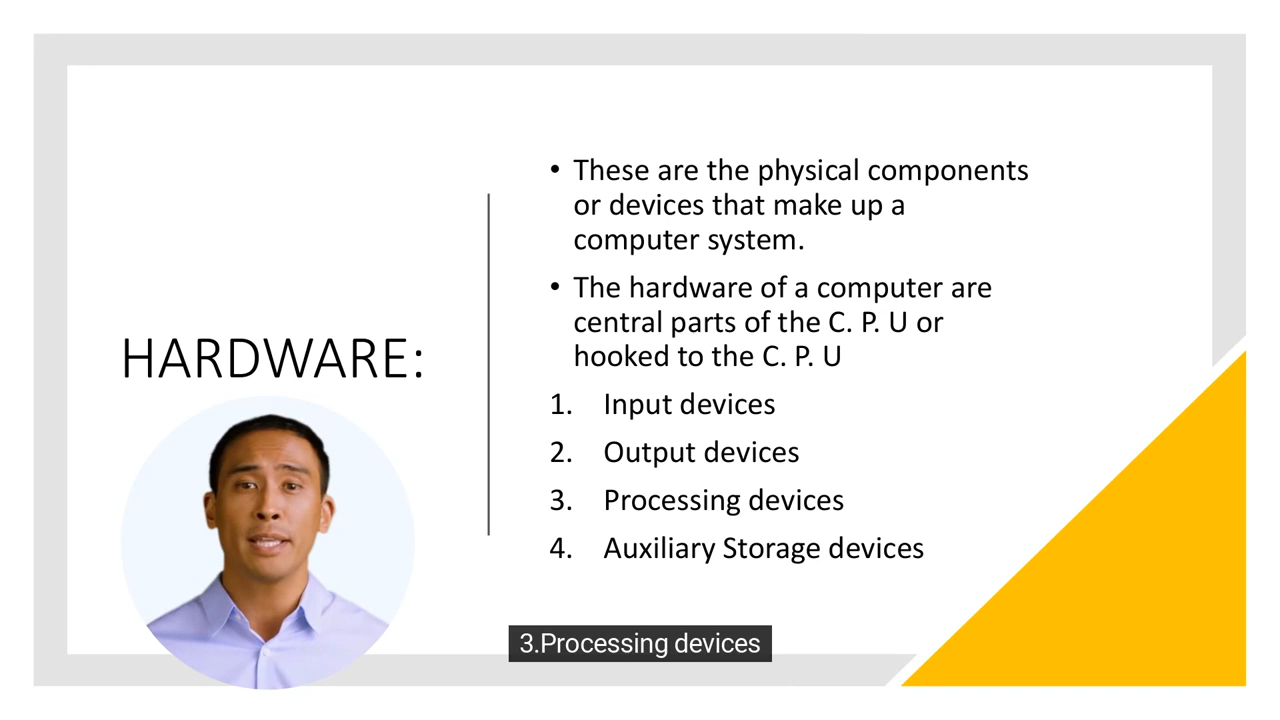 HARDWARE:
• These are the physical components
or devices that make up a
computer system.
• The hardware of a computer are
central parts of the C. P. U or
hooked to the C. P. U
1. Input devices
2. Output devices
3. Processing devices
4. Auxiliary Storage devices
3.Processing devices